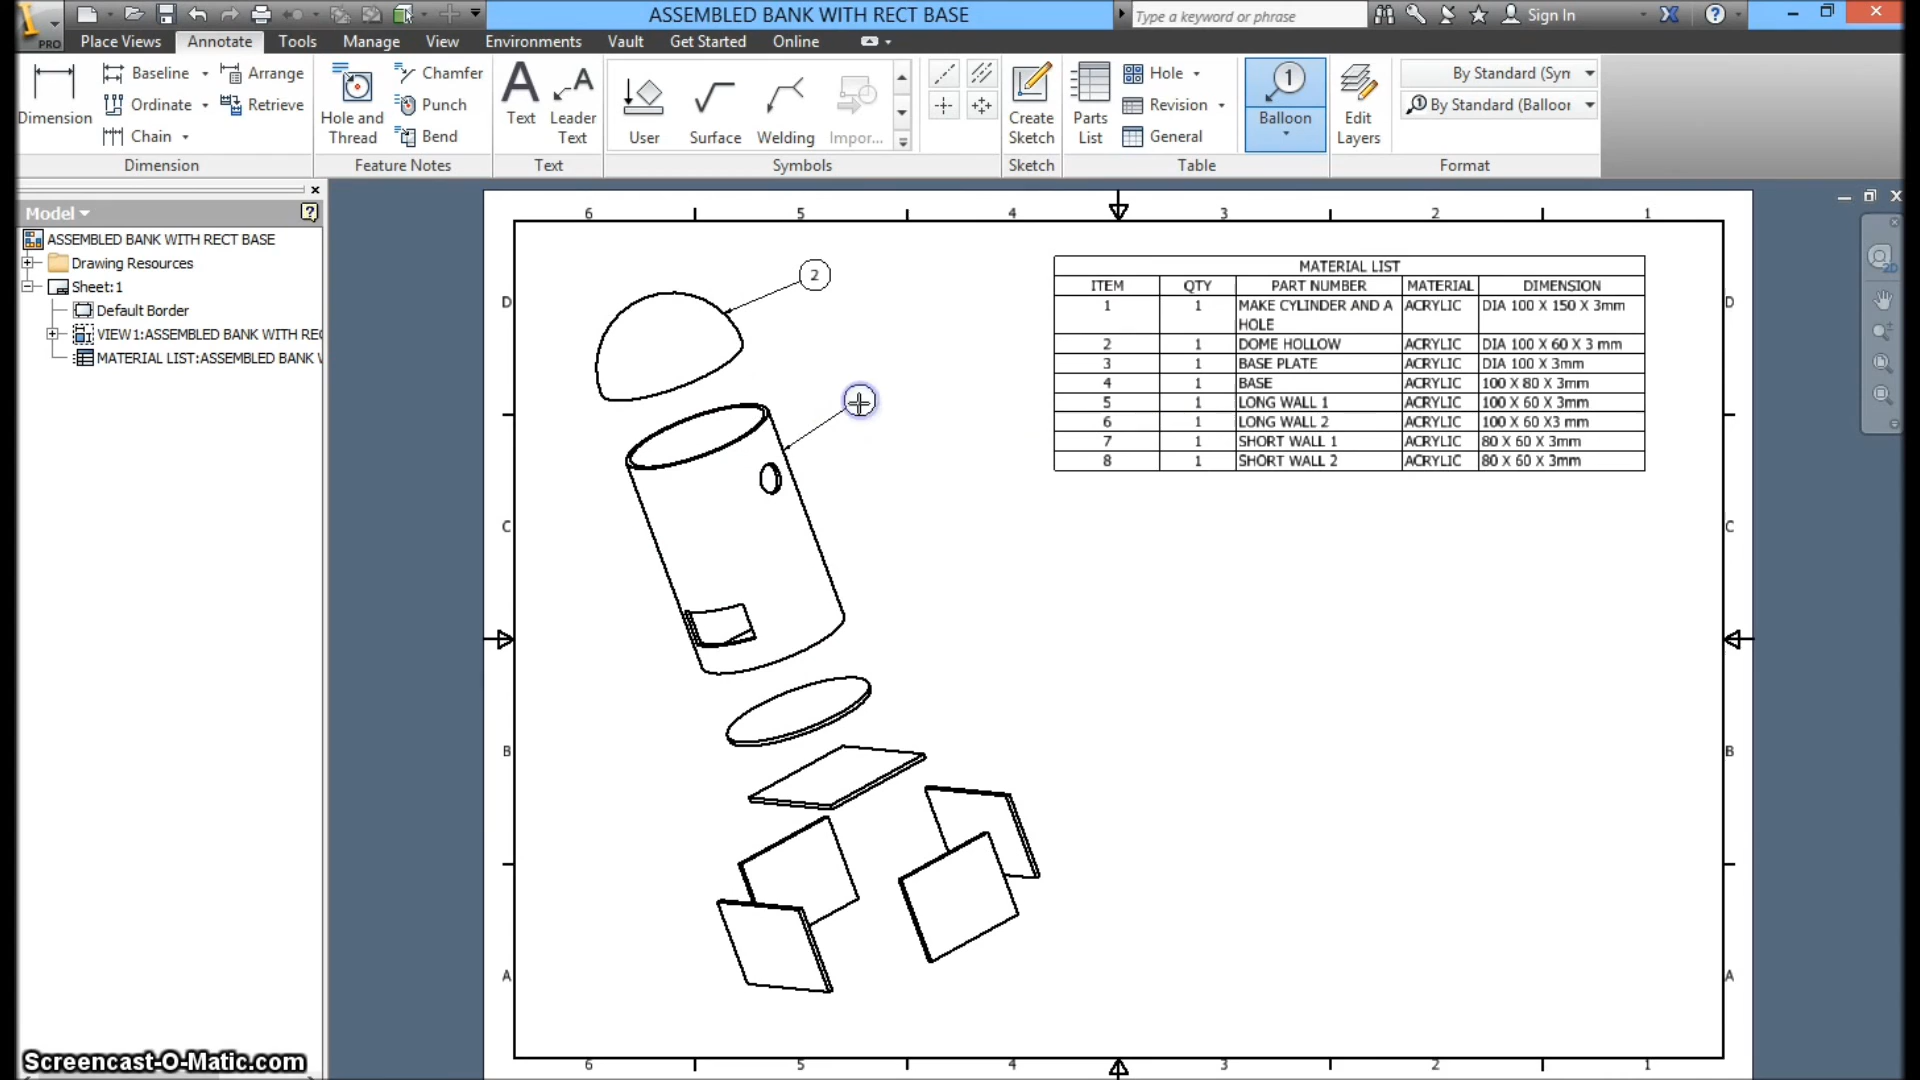 ASSEMBLED BANK WITH RECT BASE
Type a keyword or phrase
Sign In
PRO
Place Views
Annotate
Tools
Manage
View
Environments
Vault
Get Started
Online
Dimension
Baseline
Ordinate
Chain
Arrange
Retrieve
Dimension
Hole and
Thread
Chamfer
Punch
Bend
Feature Notes
Text
Leader
Text
Text
User
Surface
Welding
Impor...
Symbols
Create
Sketch
Sketch
Parts
List
Hole
Revision
General
Table
1
Balloon
Edit
Layers
By Standard (Syn
By Standard (Balloor
Format
Model
ASSEMBLED BANK WITH RECT BASE
Drawing Resources
Sheet:1
Default Border
VIEW1:ASSEMBLED BANK WITH REC
MATERIAL LIST:ASSEMBLED BANK W
6 5 4 3 2 1
D D
C C
B B
A A
2
MATERIAL LIST
ITEM QTY PART NUMBER MATERIAL DIMENSION
1 1 MAKE CYLINDER AND A ACRYLIC DIA 100 X 150 X 3mm
HOLE
2 1 DOME HOLLOW ACRYLIC DIA 100 X 60 X 3 mm
3 1 BASE PLATE ACRYLIC DIA 100 X 3mm
4 1 BASE ACRYLIC 100 X 80 X 3mm
5 1 LONG WALL 1 ACRYLIC 100 X 60 X 3mm
6 1 LONG WALL 2 ACRYLIC 100 X 60 X3 mm
7 1 SHORT WALL 1 ACRYLIC 80 X 60 X 3mm
8 1 SHORT WALL 2 ACRYLIC 80 X 60 X 3mm
2D
6 5 4 3 2 1
Screencast-O-Matic.com